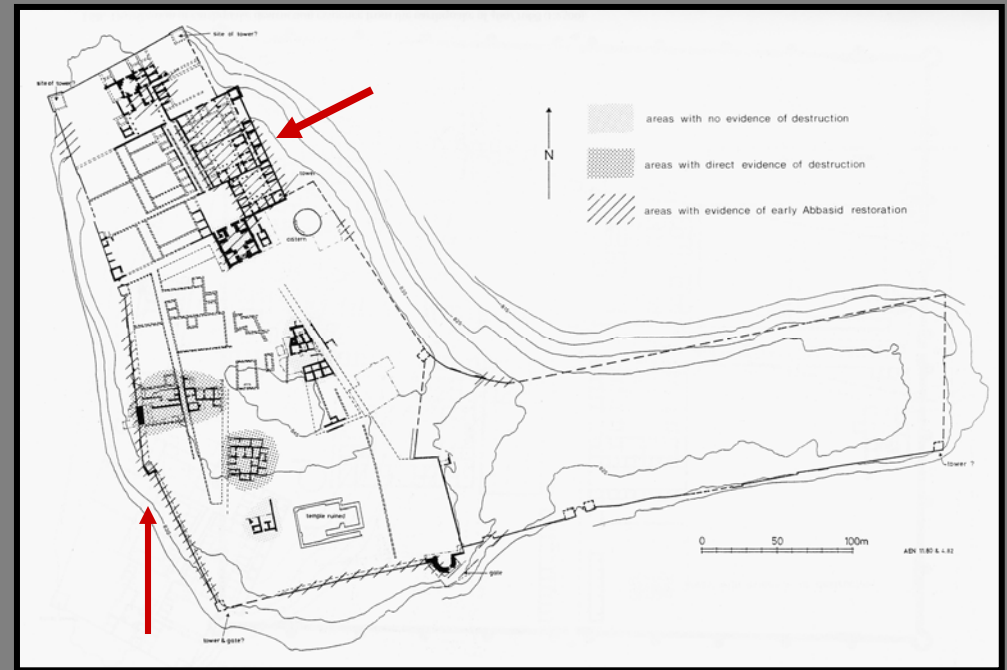 site of tower?
site of tower?
tower
cistern
N
areas with no evidence of destruction
areas with direct evidence of destruction
areas with evidence of early Abbasid restoration
815
820
temple ruined
tower ?
gate
tower & gate?
0 50 100m
AEN 11.80 & 4.82